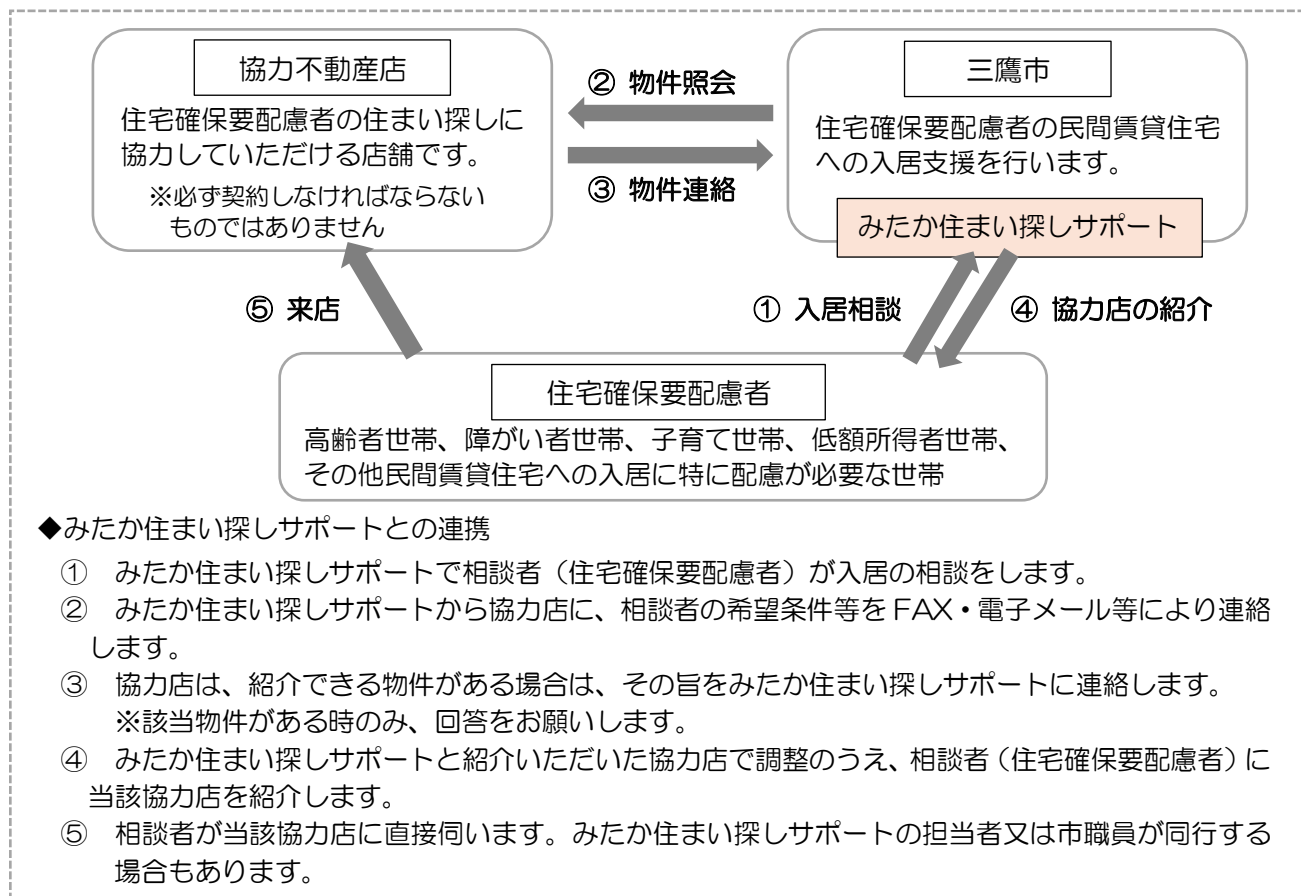 協力不動産店
住宅確保要配慮者の住まい探しに
協力していただける店舗です。
※必ず契約しなければならない
ものではありません
② 物件照会
③ 物件連絡
三鷹市
住宅確保要配慮者の民間賃貸住宅
への入居支援を行います。
みたか住まい探しサポート
⑤ 来店
① 入居相談
④ 協力店の紹介
住宅確保要配慮者
高齢者世帯、障がい者世帯、子育て世帯、低額所得者世帯、
その他民間賃貸住宅への入居に特に配慮が必要な世帯
◆みたか住まい探しサポートとの連携
① みたか住まい探しサポートで相談者（住宅確保要配慮者）が入居の相談をします。
② みたか住まい探しサポートから協力店に、相談者の希望条件等を FAX・電子メール等により連絡
します。
③ 協力店は、紹介できる物件がある場合は、その旨をみたか住まい探しサポートに連絡します。
※該当物件がある時のみ、回答をお願いします。
④ みたか住まい探しサポートと紹介いただいた協力店で調整のうえ、相談者（住宅確保要配慮者）に
当該協力店を紹介します。
⑤ 相談者が当該協力店に直接伺います。みたか住まい探しサポートの担当者又は市職員が同行する
場合もあります。